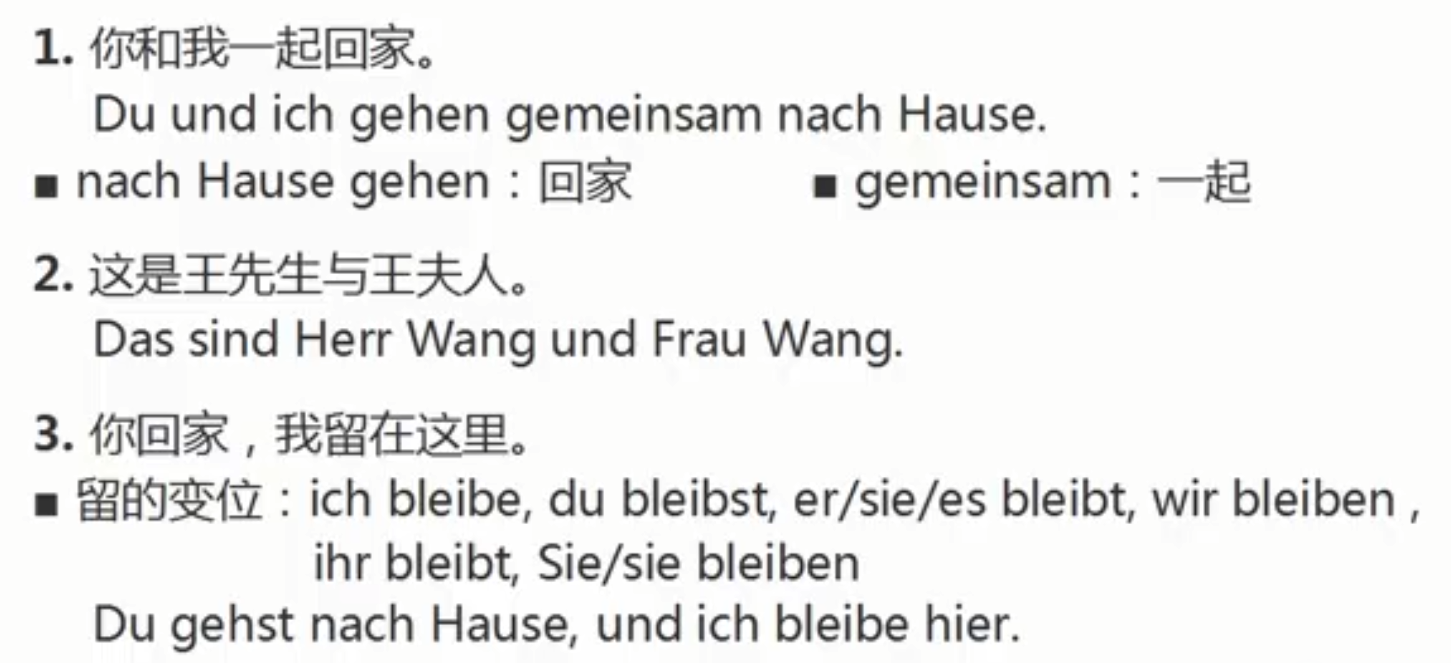 1. 你和我一起回家。
Du und ich gehen gemeinsam nach Hause.
■ nach Hause gehen：回家 ■ gemeinsam：一起
2. 这是王先生与王夫人。
Das sind Herr Wang und Frau Wang.
3. 你回家，我留在这里。
■ 留的变位：ich bleibe, du bleibst, er/sie/es bleibt, wir bleiben ,
ihr bleibt, Sie/sie bleiben
Du gehst nach Hause, und ich bleibe hier.